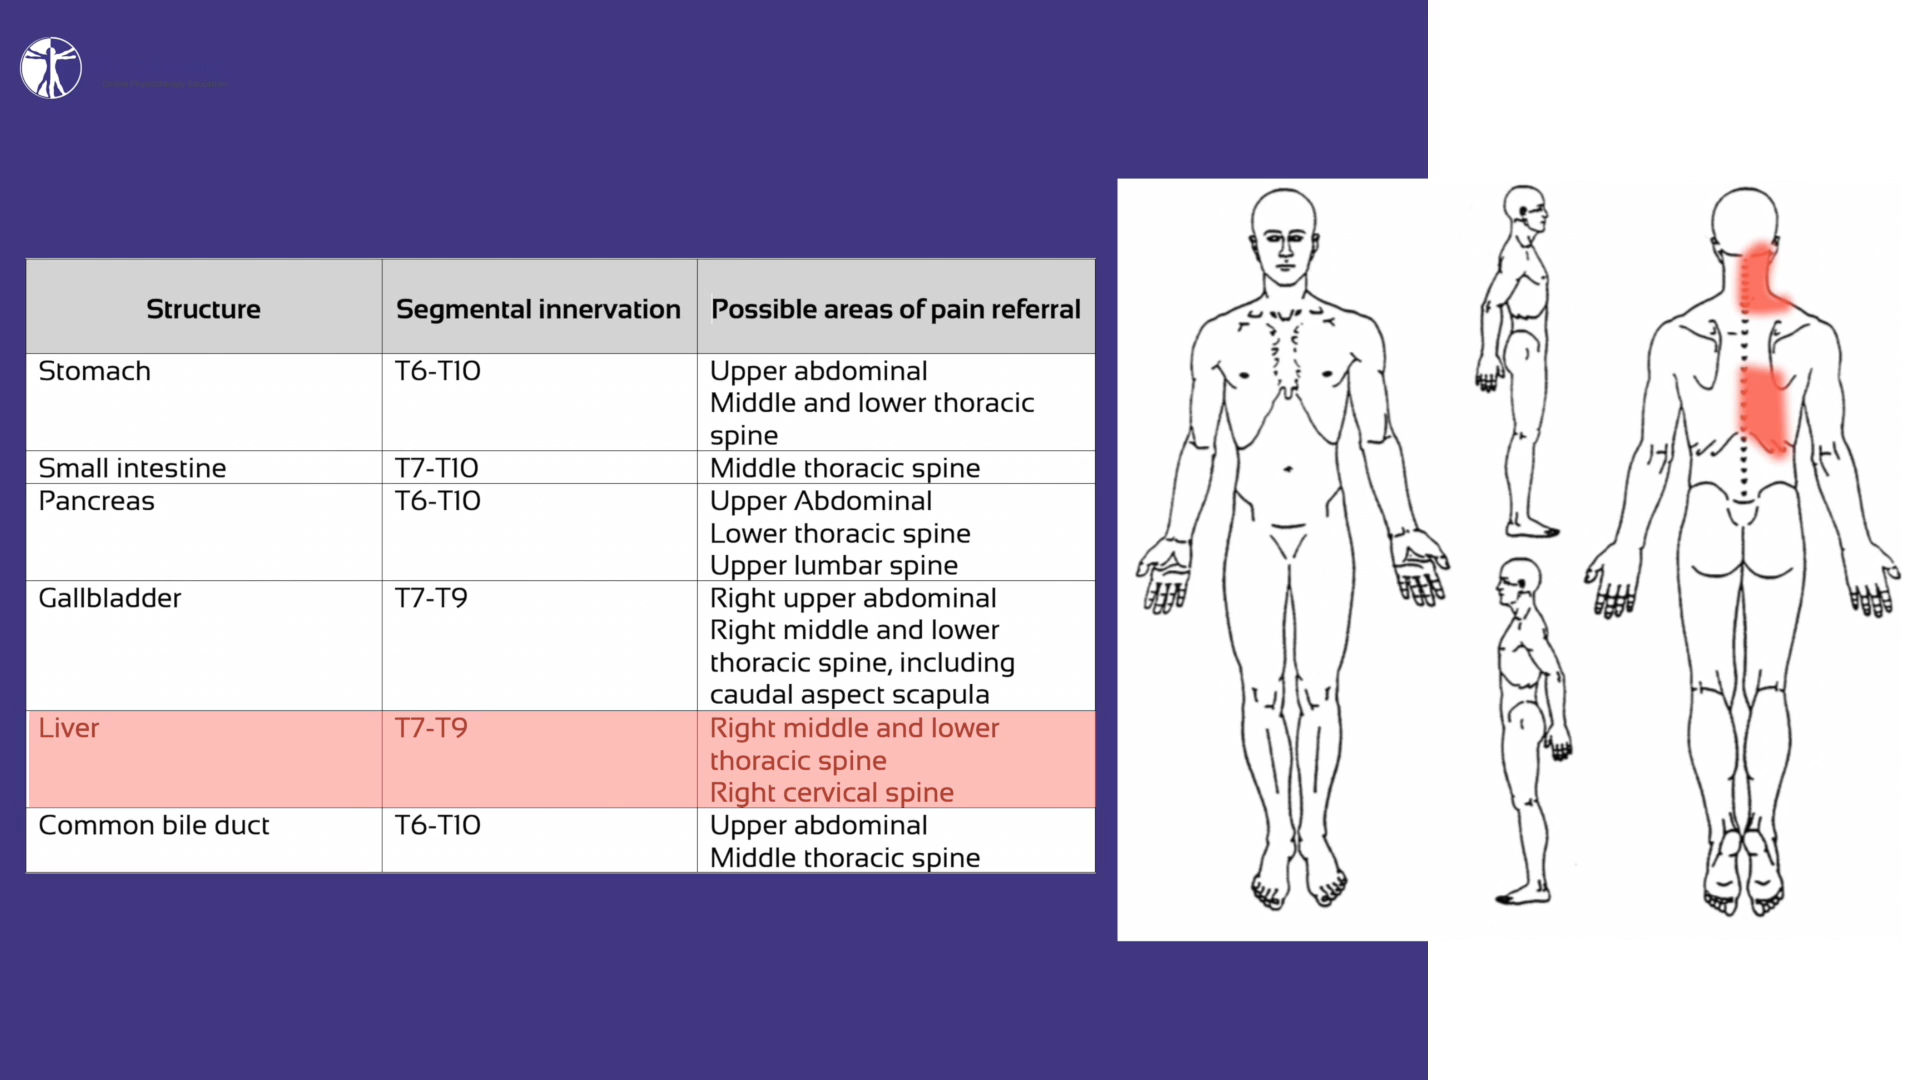 Structure Segmental innervation Possible areas of pain referral
Stomach T6-T10 Upper abdominal
Middle and lower thoracic
spine
Small intestine T7-T10 Middle thoracic spine
Pancreas T6-T10 Upper Abdominal
Lower thoracic spine
Upper lumbar spine
Gallbladder T7-T9 Right upper abdominal
Right middle and lower
thoracic spine, including
caudal aspect scapula
Liver T7-T9 Right middle and lower
thoracic spine
Right cervical spine
Common bile duct T6-T10 Upper abdominal
Middle thoracic spine